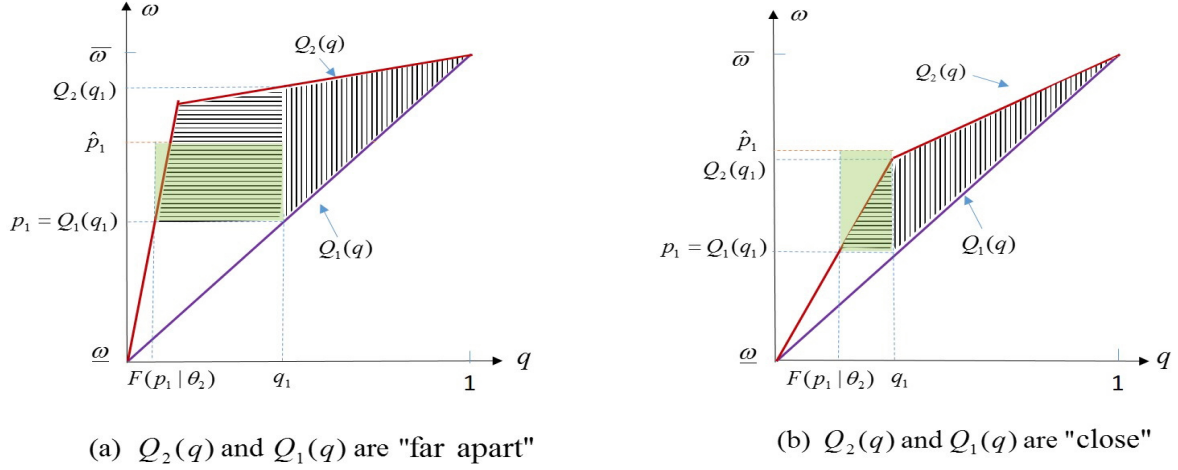 ω
ω̅
Q₂(q)
Q₂(q₁)
p̂₁
p₁ = Q₁(q₁)
Q₁(q)
ω̲
F(p₁ | θ₂)
q₁
1
q
(a) Q₂(q) and Q₁(q) are "far apart"
ω
ω̅
Q₂(q)
p̂₁
Q₂(q₁)
p₁ = Q₁(q₁)
Q₁(q)
ω̲
F(p₁ | θ₂)
q₁
1
q
(b) Q₂(q) and Q₁(q) are "close"